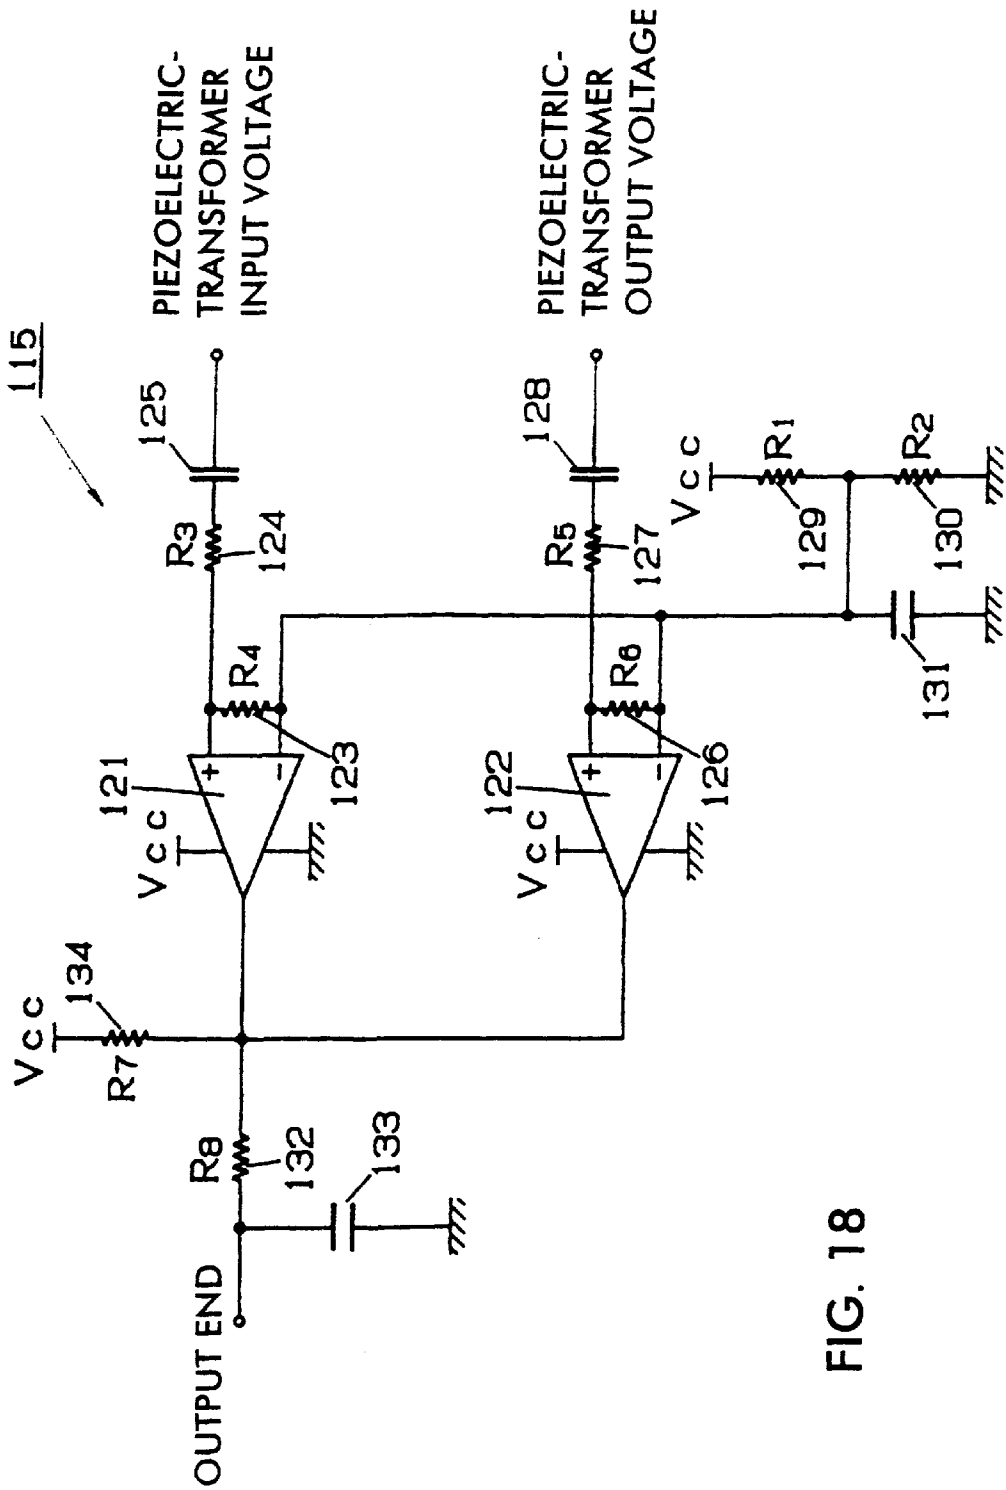 115
PIEZOELECTRIC-
TRANSFORMER
INPUT VOLTAGE
125
R3
124
R4
123
121
+
-
Vcc
PIEZOELECTRIC-
TRANSFORMER
OUTPUT VOLTAGE
128
R5
127
R6
126
122
+
-
Vcc
Vcc
R1
129
R2
130
131
Vcc
134
R7
R8
132
133
OUTPUT END
FIG. 18